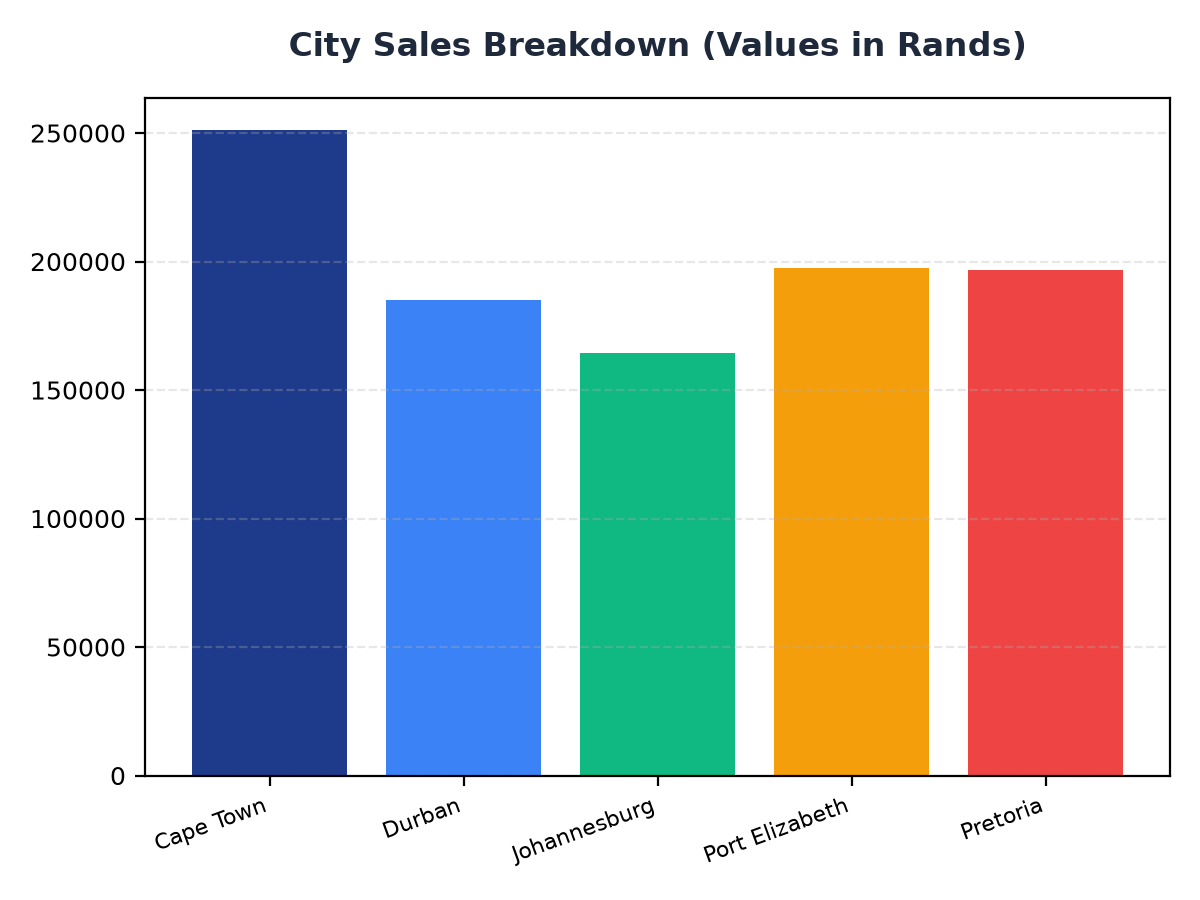 City Sales Breakdown (Values in Rands)
250000
200000
150000
100000
50000
0
Cape Town
Durban
Johannesburg
Port Elizabeth
Pretoria